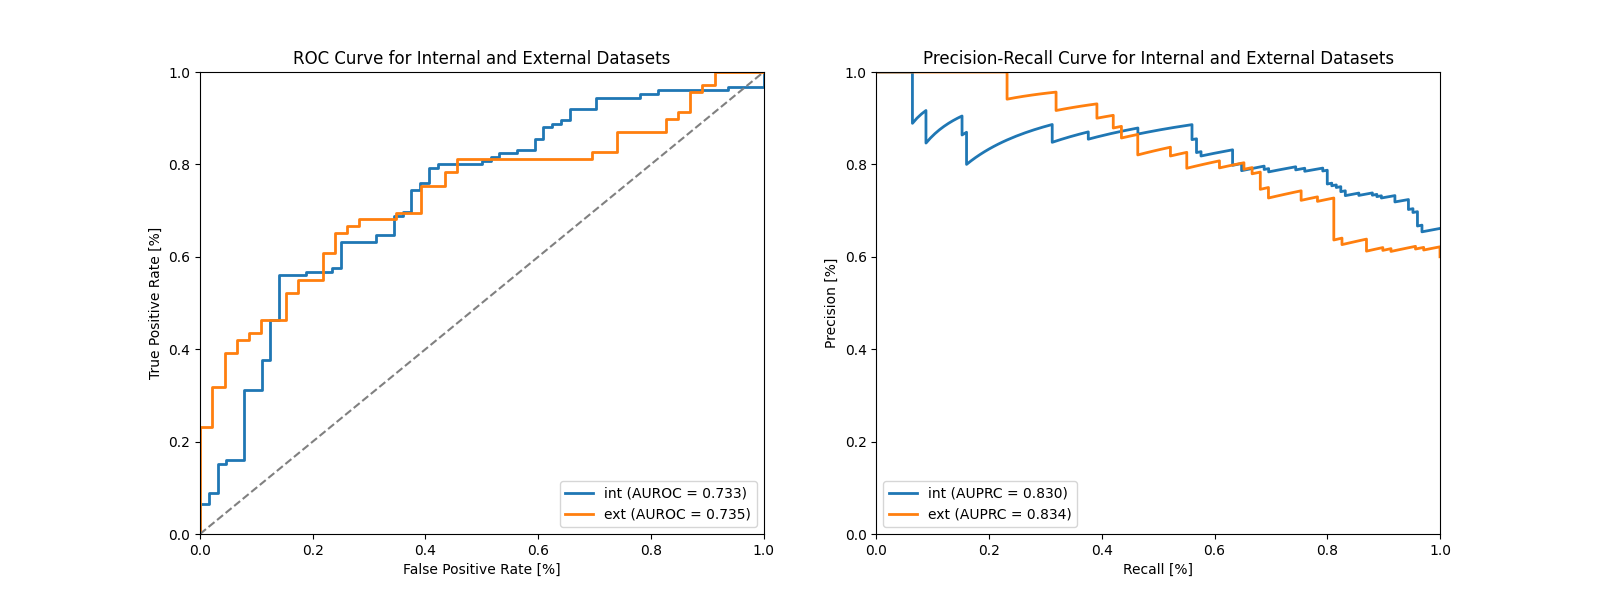 ROC Curve for Internal and External Datasets
1.0
0.8
0.6
0.4
0.2
0.0
True Positive Rate [%]
0.0 0.2 0.4 0.6 0.8 1.0
False Positive Rate [%]
int (AUROC = 0.733)
ext (AUROC = 0.735)
Precision-Recall Curve for Internal and External Datasets
1.0
0.8
0.6
0.4
0.2
0.0
Precision [%]
0.0 0.2 0.4 0.6 0.8 1.0
Recall [%]
int (AUPRC = 0.830)
ext (AUPRC = 0.834)